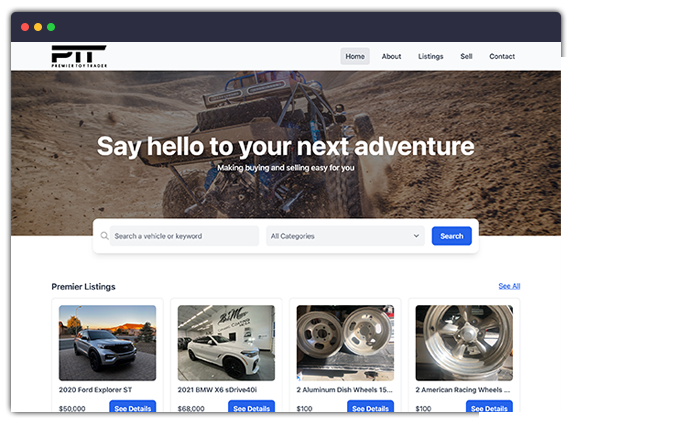 PTT
PREMIER TOY TRADER
Home About Listings Sell Contact
Say hello to your next adventure
Making buying and selling easy for you
Search a vehicle or keyword All Categories Search
Premier Listings See All
2020 Ford Explorer ST 2021 BMW X6 sDrive40i 2 Aluminum Dish Wheels 15... 2 American Racing Wheels ...
$50,000 See Details $68,000 See Details $100 See Details $100 See Details